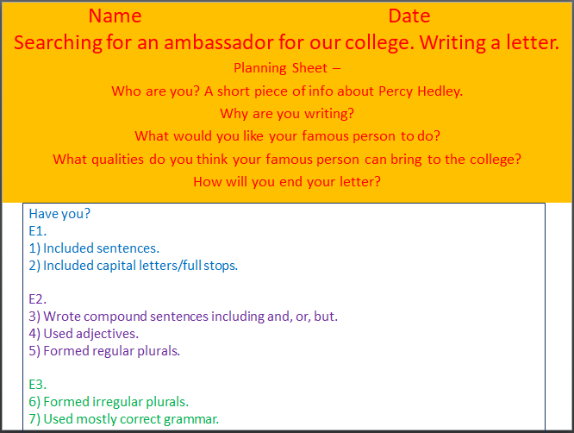 Name Date
Searching for an ambassador for our college. Writing a letter.
Planning Sheet –
Who are you? A short piece of info about Percy Hedley.
Why are you writing?
What would you like your famous person to do?
What qualities do you think your famous person can bring to the college?
How will you end your letter?
Have you?
E1.
1) Included sentences.
2) Included capital letters/full stops.
E2.
3) Wrote compound sentences including and, or, but.
4) Used adjectives.
5) Formed regular plurals.
E3.
6) Formed irregular plurals.
7) Used mostly correct grammar.